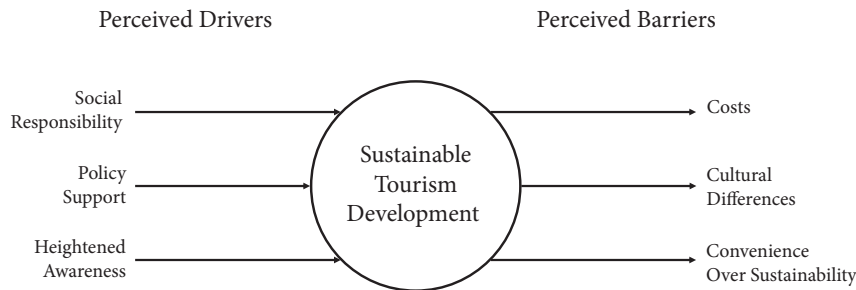 Perceived Drivers
Perceived Barriers
Social
Responsibility
Policy
Support
Heightened
Awareness
Sustainable
Tourism
Development
Costs
Cultural
Differences
Convenience
Over Sustainability